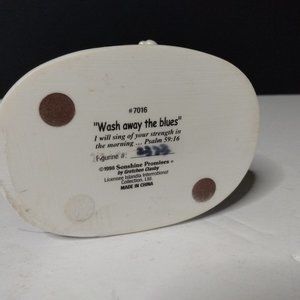 #7016
"Wash away the blues"
I will sing of your strength in
the morning ... Psalm 59:16
Figurine #:
©1998 Sunshine Promises
by Gretchen Clasby
Licensee Islandia International
Collection, Ltd.
MADE IN CHINA